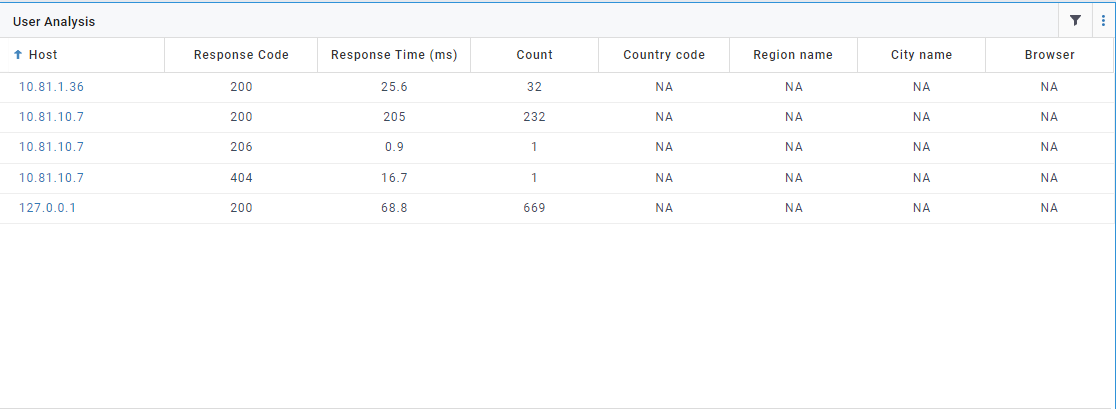 User Analysis
Host Response Code Response Time (ms) Count Country code Region name City name Browser
10.81.1.36 200 25.6 32 NA NA NA NA
10.81.10.7 200 205 232 NA NA NA NA
10.81.10.7 206 0.9 1 NA NA NA NA
10.81.10.7 404 16.7 1 NA NA NA NA
127.0.0.1 200 68.8 669 NA NA NA NA